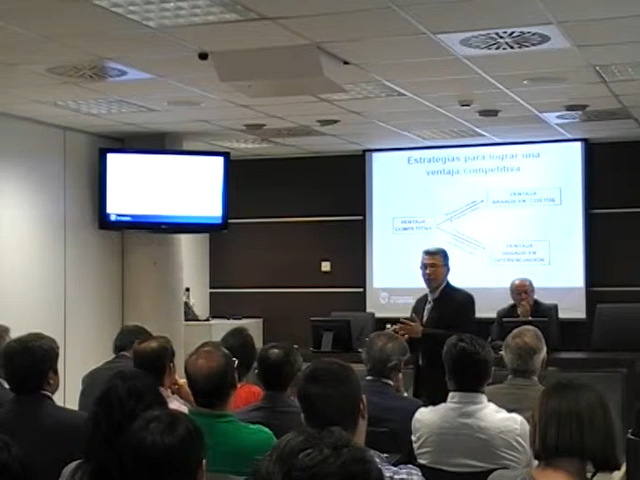 Estrategias para lograr una
ventaja competitiva
VENTAJA
COMPETITIVA
VENTAJA
BASADA EN COSTOS
VENTAJA
BASADA EN
DIFERENCIACIÓN